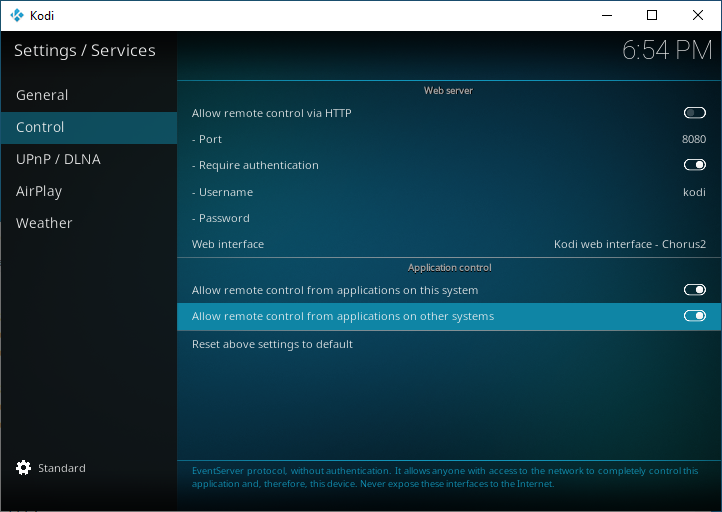 Kodi
Settings / Services
6:54 PM
General
Control
UPnP / DLNA
AirPlay
Weather
Standard
Web server
Allow remote control via HTTP
- Port 8080
- Require authentication
- Username kodi
- Password
Web interface Kodi web interface - Chorus2
Application control
Allow remote control from applications on this system
Allow remote control from applications on other systems
Reset above settings to default
EventServer protocol, without authentication. It allows anyone with access to the network to completely control this
application and, therefore, this device. Never expose these interfaces to the Internet.